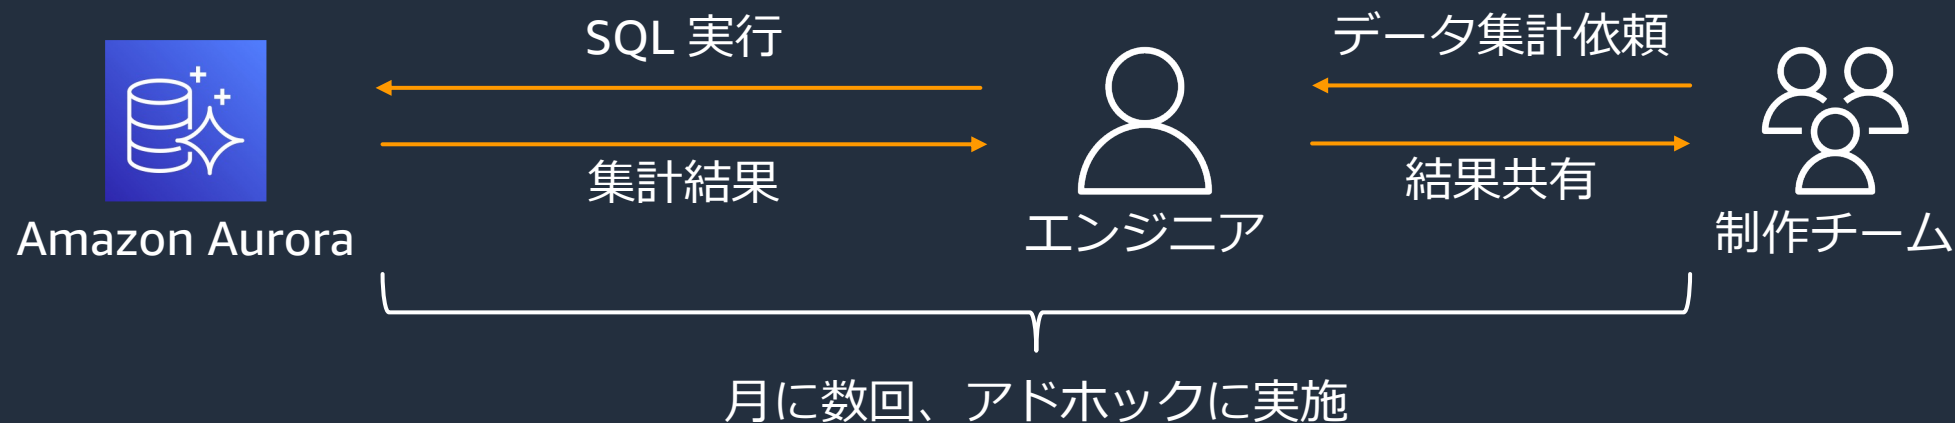 SQL 実行
データ集計依頼
集計結果
結果共有
Amazon Aurora
エンジニア
制作チーム
月に数回、アドホックに実施